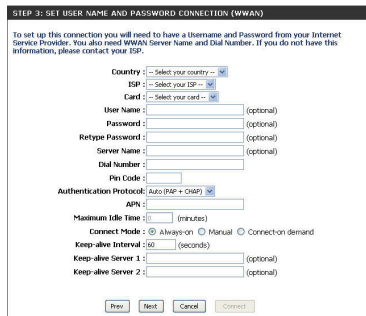 STEP 3: SET USER NAME AND PASSWORD CONNECTION (WWAN)
To set up this connection you will need to have a Username and Password from your Internet
Service Provider. You also need WWAN Server Name and Dial Number. If you do not have this
information, please contact your ISP.
Country : -- Select your country --
ISP : -- Select your ISP --
Card : -- Select your card --
User Name : (optional)
Password : (optional)
Retype Password : (optional)
Server Name : (optional)
Dial Number :
Pin Code :
Authentication Protocol: Auto (PAP + CHAP)
APN :
Maximum Idle Time : 0 (minutes)
Connect Mode : Always-on Manual Connect-on demand
Keep-alive Interval : 60 (seconds)
Keep-alive Server 1 : (optional)
Keep-alive Server 2 : (optional)
Prev Next Cancel Connect